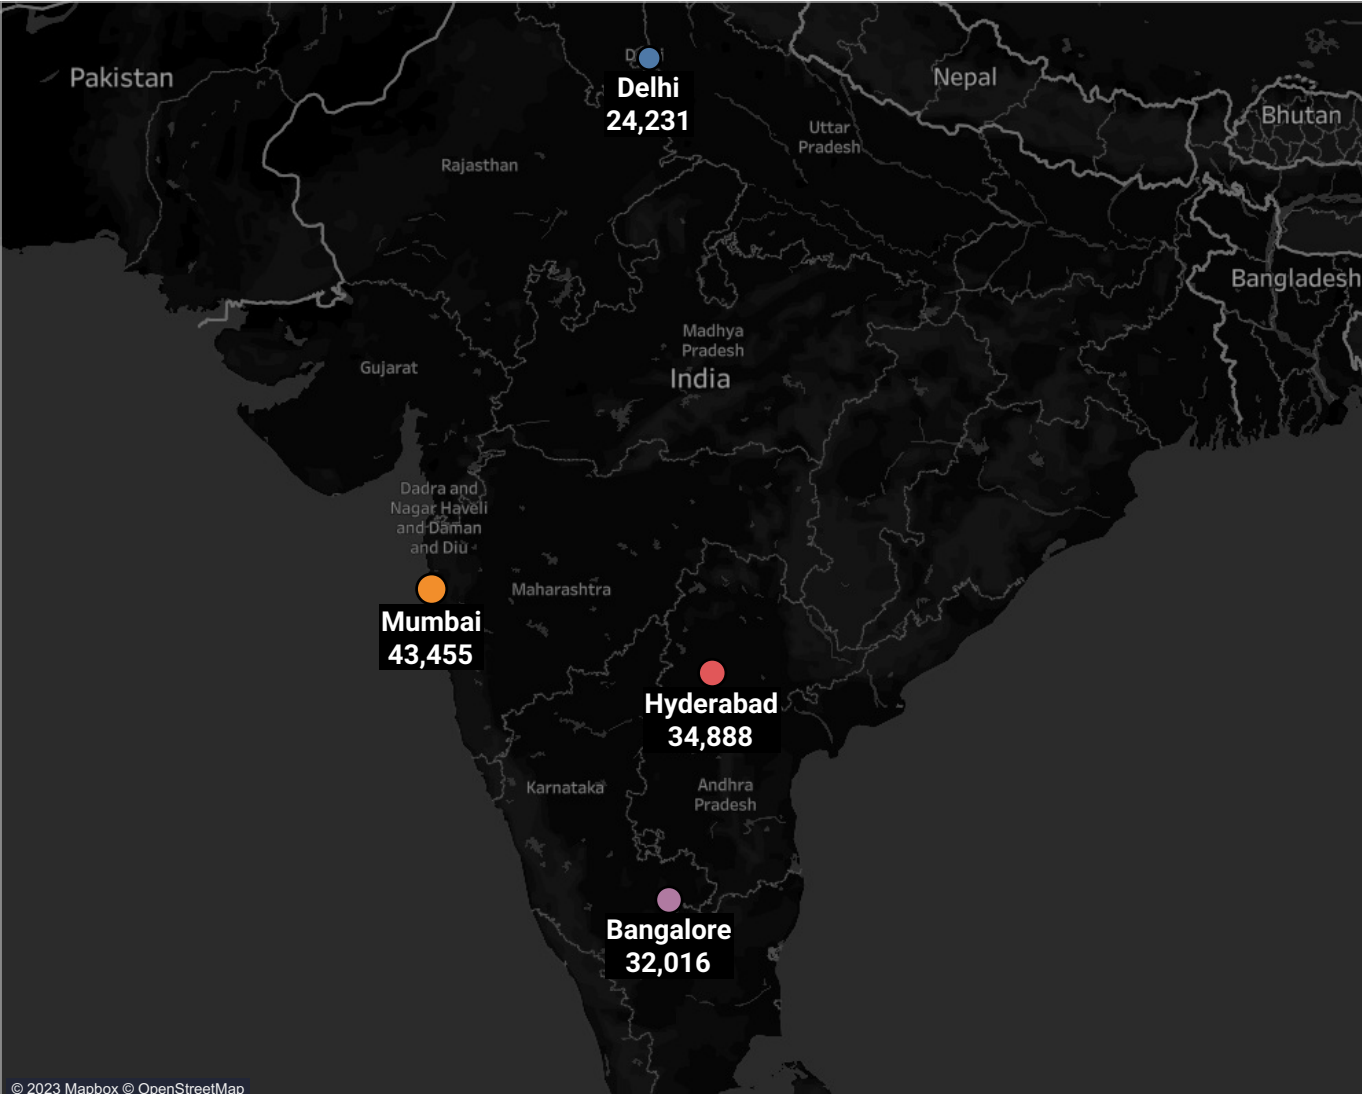 Pakistan
Delhi
24,231
Nepal
Bhutan
Uttar
Pradesh
Rajasthan
Bangladesh
Madhya
Pradesh
India
Gujarat
Dadra and
Nagar Haveli
and Daman
and Diu
Maharashtra
Mumbai
43,455
Hyderabad
34,888
Karnataka
Andhra
Pradesh
Bangalore
32,016
© 2023 Mapbox © OpenStreetMap